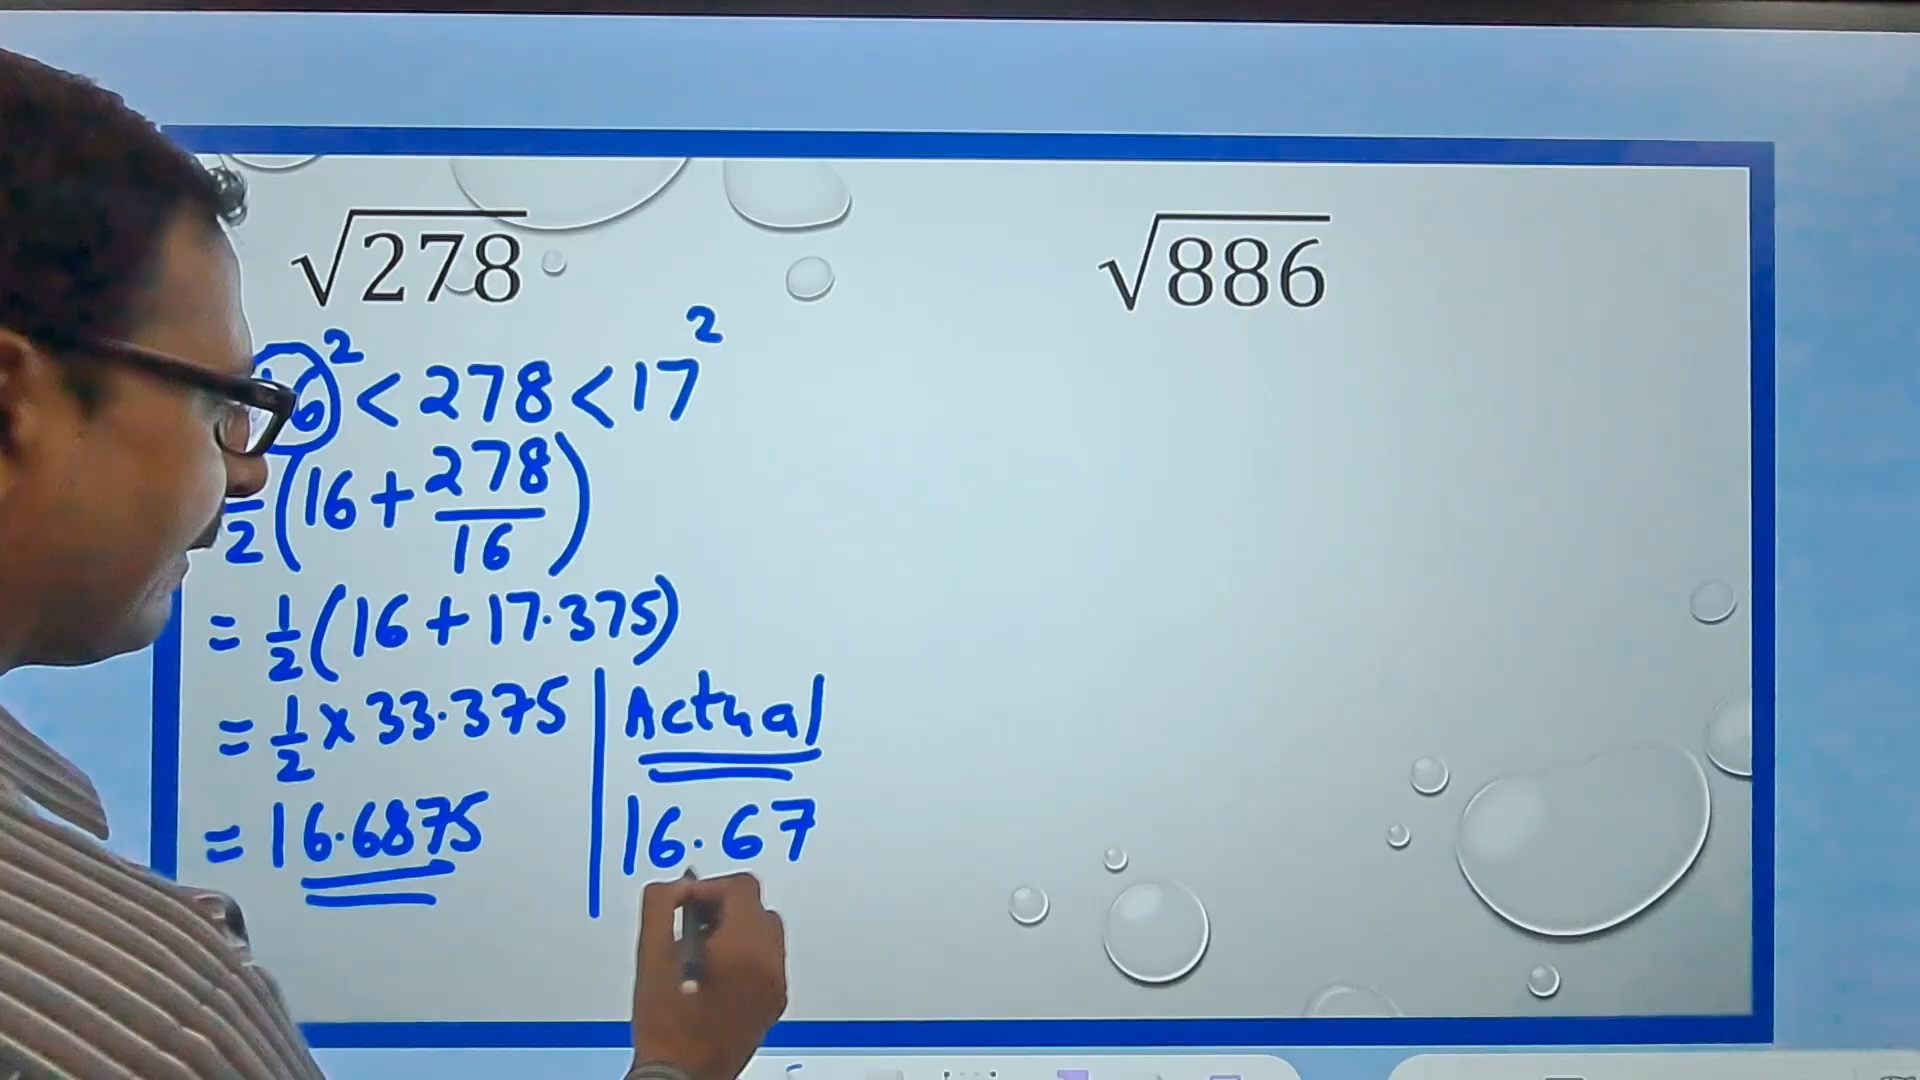 √278
√886
16² < 278 < 17²
1/2 (16 + 278/16)
= 1/2 (16 + 17.375)
= 1/2 × 33.375
= 16.6875
Actual
16.67